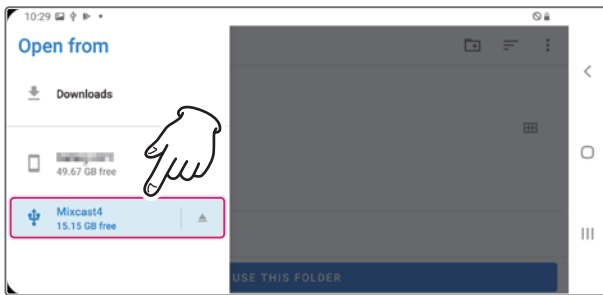 10:29
Open from
Downloads
49.67 GB free
Mixcast4
15.15 GB free
USE THIS FOLDER